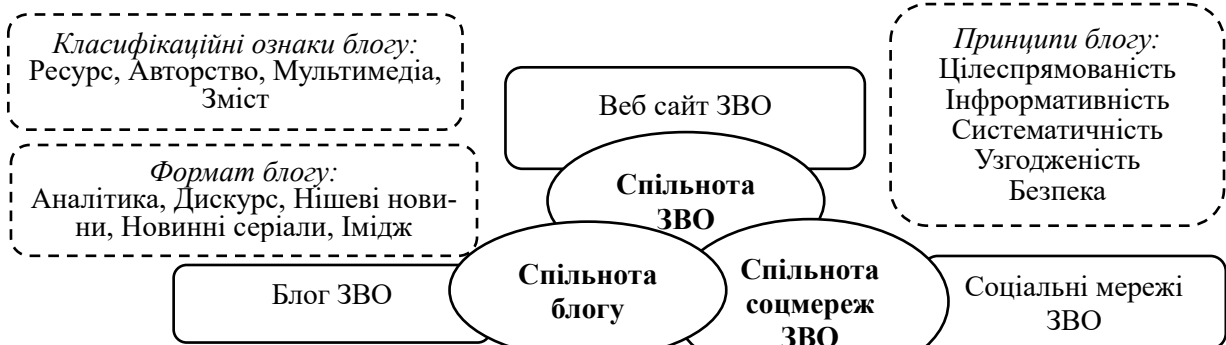 Класифікаційні ознаки блогу:
Ресурс, Авторство, Мультимедіа,
Зміст
Формат блогу:
Аналітика, Дискурс, Нішеві нови-
ни, Новинні серіали, Імідж
Веб сайт ЗВО
Принципи блогу:
Цілеспрямованість
Інфрормативність
Систематичність
Узгодженість
Безпека
Спільнота
ЗВО
Блог ЗВО
Спільнота
блогу
Спільнота
соцмереж
ЗВО
Соціальні мережі
ЗВО